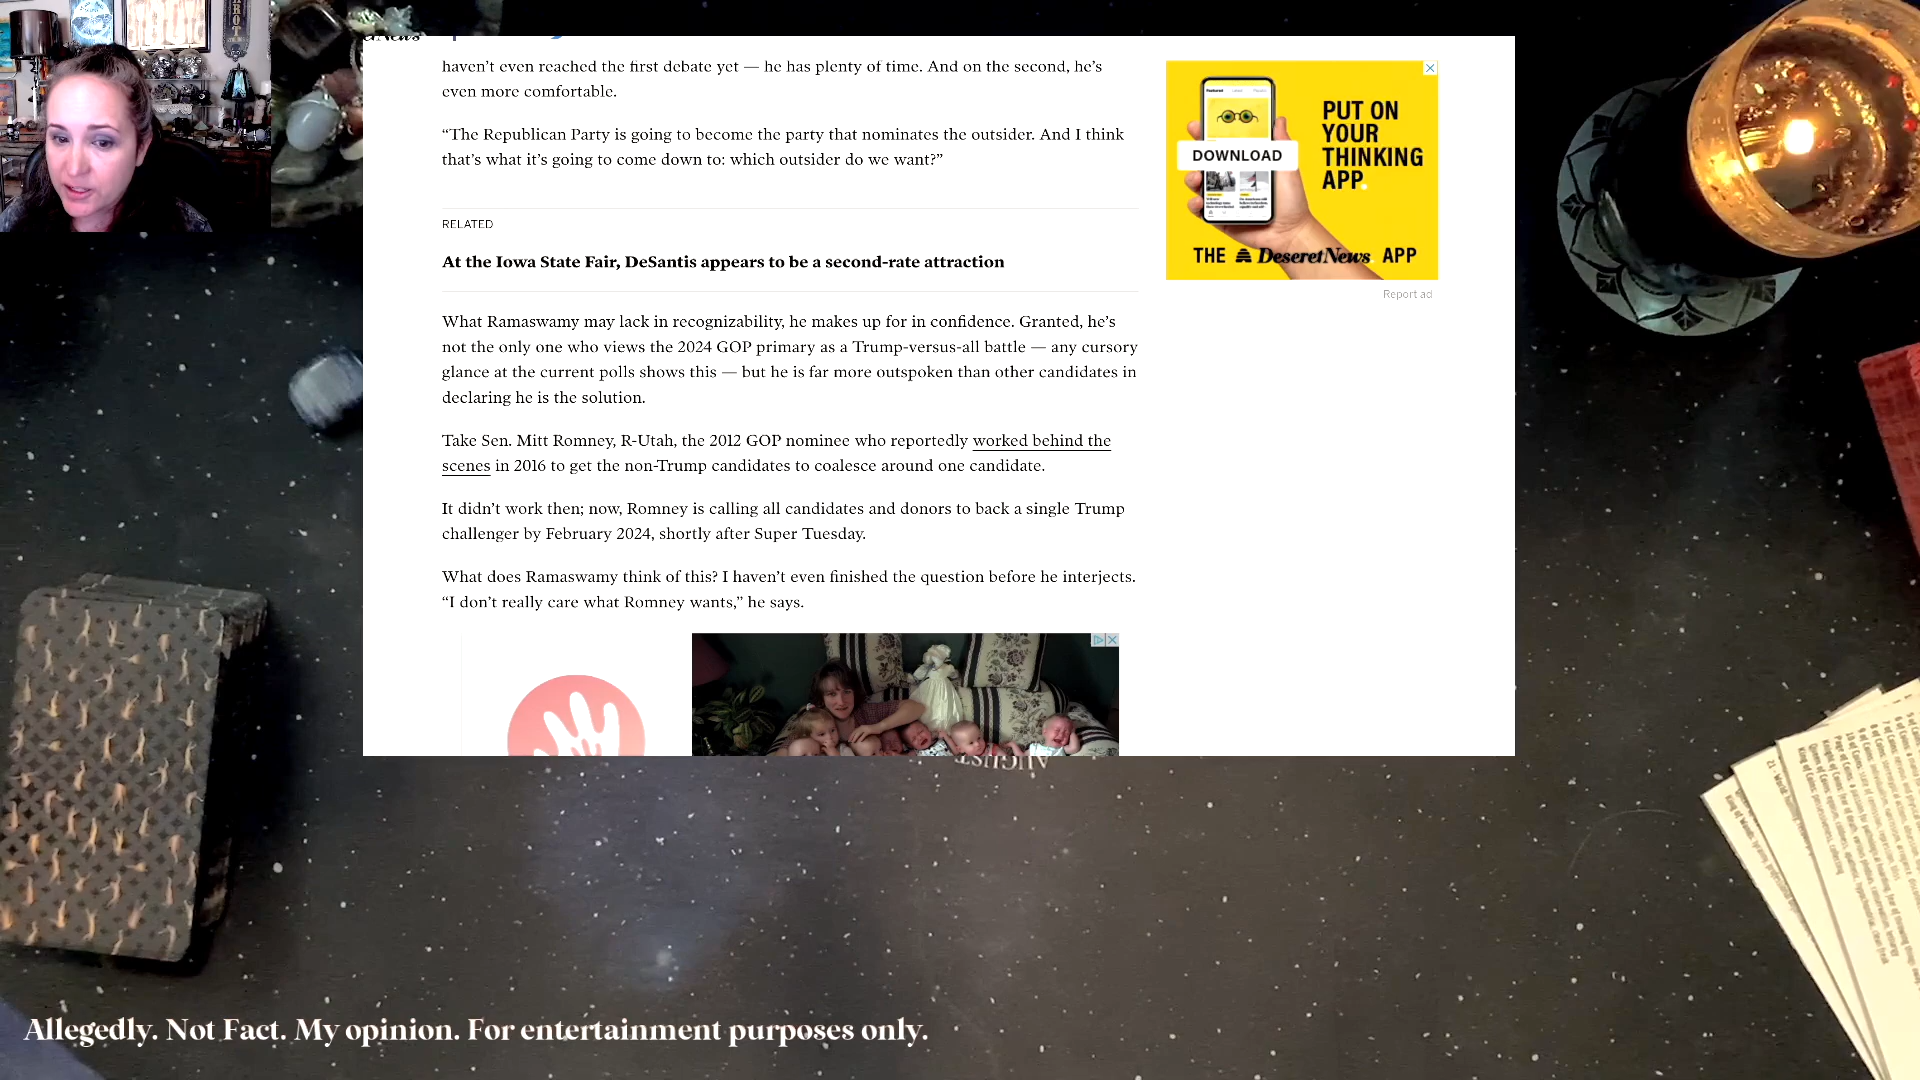 haven’t even reached the first debate yet — he has plenty of time. And on the second, he’s
even more comfortable.
“The Republican Party is going to become the party that nominates the outsider. And I think
that’s what it’s going to come down to: which outsider do we want?”
RELATED
At the Iowa State Fair, DeSantis appears to be a second-rate attraction
What Ramaswamy may lack in recognizability, he makes up for in confidence. Granted, he’s
not the only one who views the 2024 GOP primary as a Trump-versus-all battle — any cursory
glance at the current polls shows this — but he is far more outspoken than other candidates in
declaring he is the solution.
Take Sen. Mitt Romney, R-Utah, the 2012 GOP nominee who reportedly worked behind the
scenes in 2016 to get the non-Trump candidates to coalesce around one candidate.
It didn’t work then; now, Romney is calling all candidates and donors to back a single Trump
challenger by February 2024, shortly after Super Tuesday.
What does Ramaswamy think of this? I haven’t even finished the question before he interjects.
“I don’t really care what Romney wants,” he says.
PUT ON
YOUR
THINKING
APP.
DOWNLOAD
THE Deseret News. APP
Report ad
AUGUST
Allegedly. Not Fact. My opinion. For entertainment purposes only.